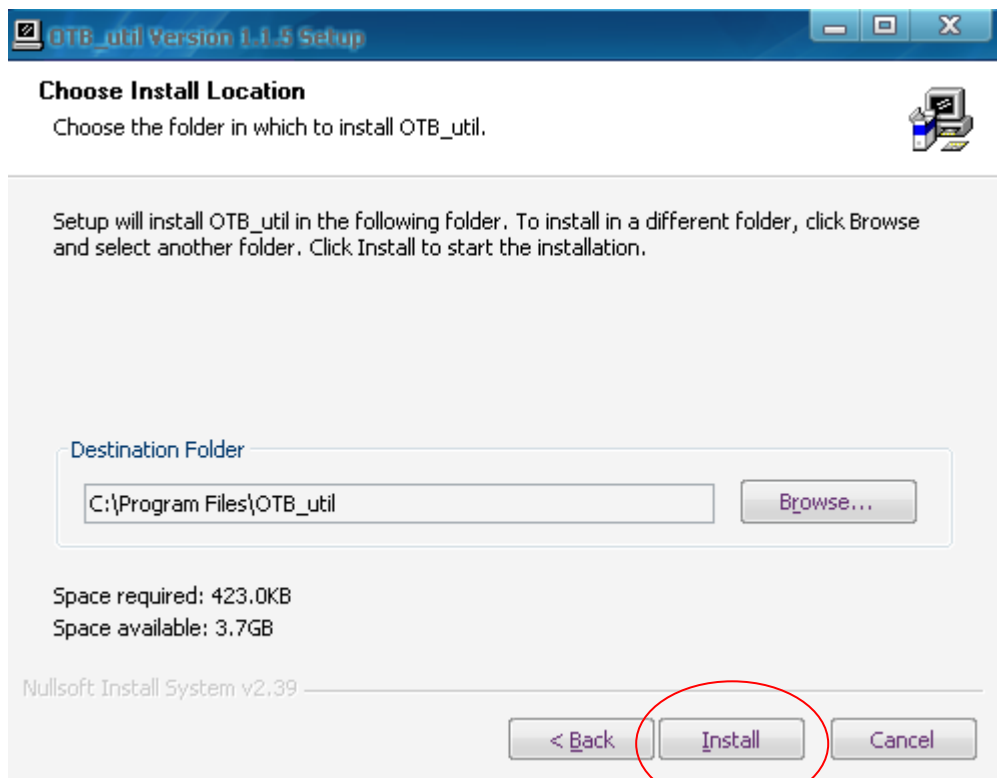 OTB_util Version 1.1.5 Setup
Choose Install Location
Choose the folder in which to install OTB_util.
Setup will install OTB_util in the following folder. To install in a different folder, click Browse
and select another folder. Click Install to start the installation.
Destination Folder
C:\Program Files\OTB_util
Browse...
Space required: 423.0KB
Space available: 3.7GB
Nullsoft Install System v2.39
< Back Install Cancel